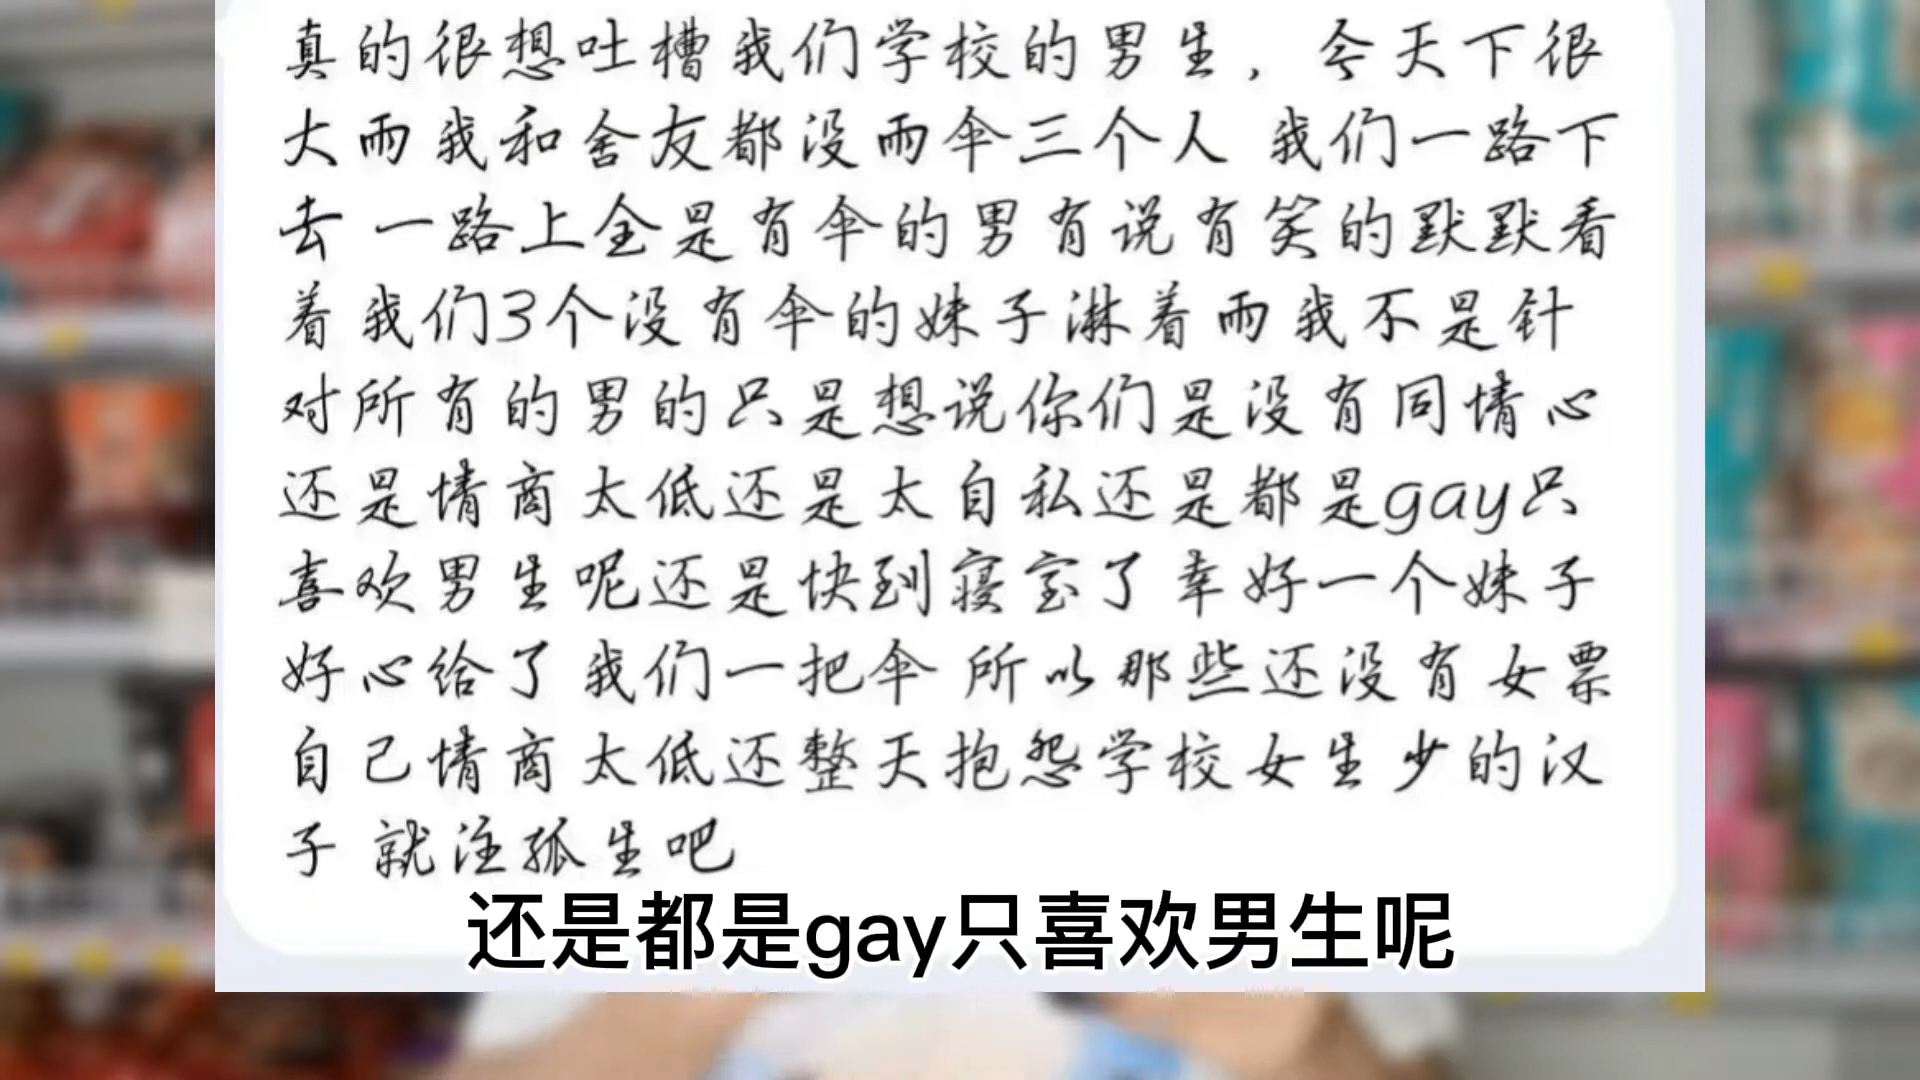 真的很想吐槽我们学校的男生，今天下很
大雨我和舍友都没雨伞三个人 我们一路下
去 一路上全是有伞的男有说有笑的默默看
着我们3个没有伞的妹子淋着雨我不是针
对所有的男的只是想说你们是没有同情心
还是情商太低还是太自私还是都是gay只
喜欢男生呢还是快到寝室了幸好一个妹子
好心给了我们一把伞 所以那些还没有女票
自己情商太低还整天抱怨学校女生少的汉
子 就注孤生吧
还是都是gay只喜欢男生呢